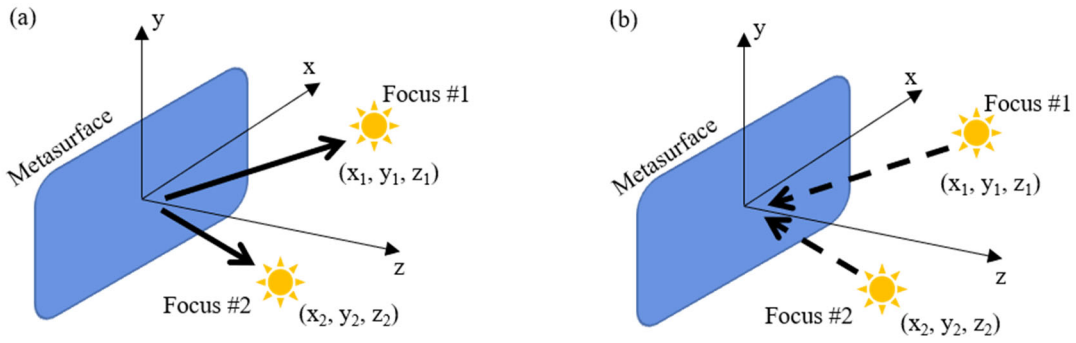 (a)
y
x
Focus #1
Metasurface
(x₁, y₁, z₁)
z
Focus #2
(x₂, y₂, z₂)
(b)
y
x
Focus #1
Metasurface
(x₁, y₁, z₁)
z
Focus #2
(x₂, y₂, z₂)